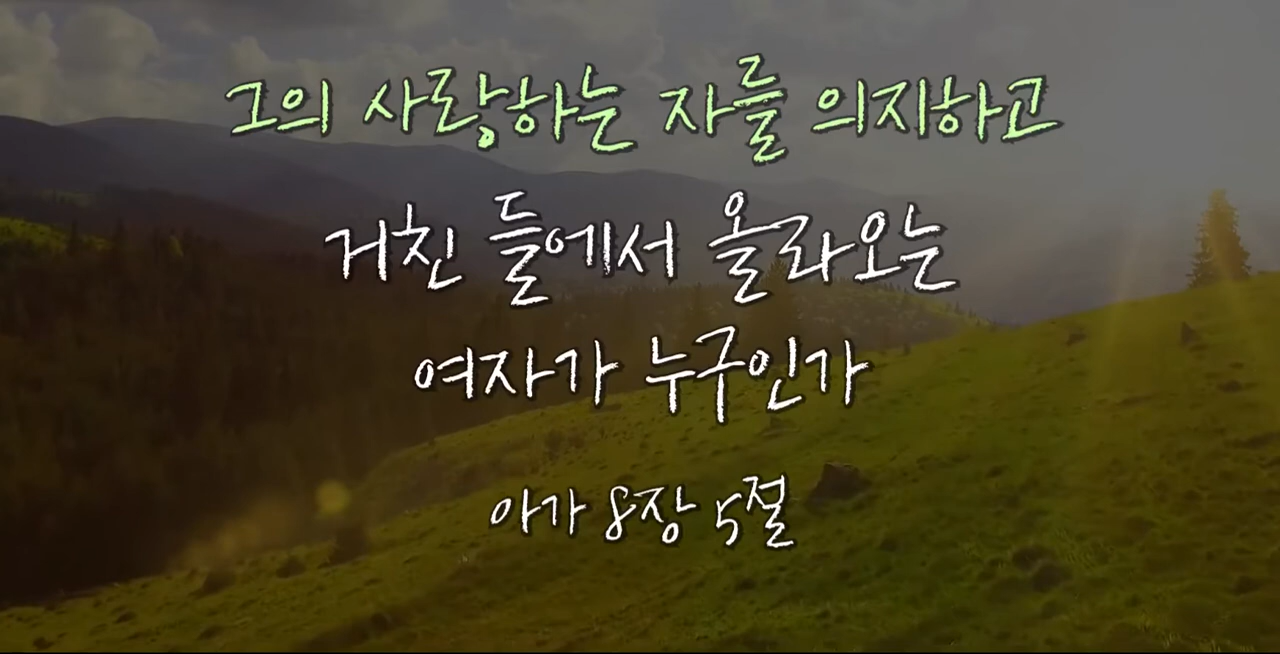 그의 사랑하는 자를 의지하고
거친 들에서 올라오는
여자가 누구인가
아가 8장 5절